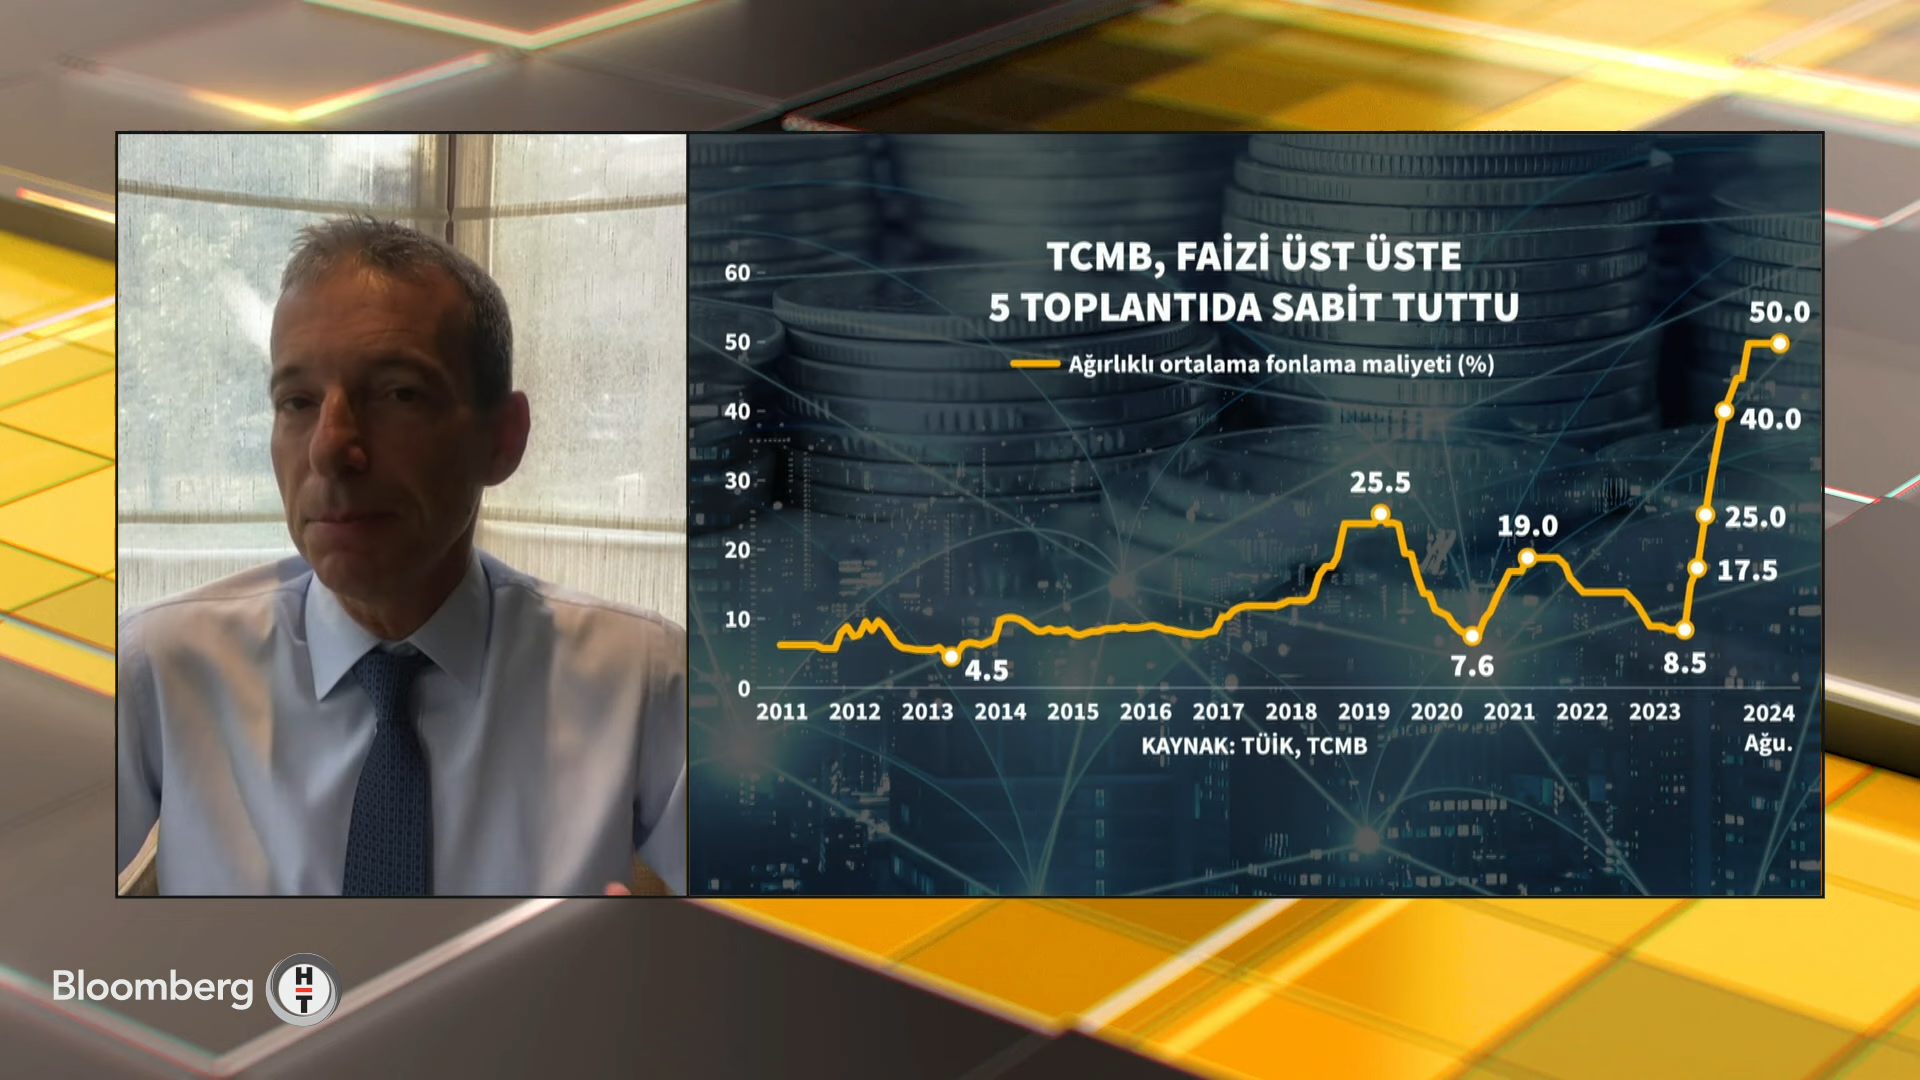 TCMB, FAİZİ ÜST ÜSTE
5 TOPLANTIDA SABİT TUTTU
Ağırlıklı ortalama fonlama maliyeti (%)
60
50
40
30
20
10
0
4.5
25.5
7.6
19.0
8.5
17.5
25.0
40.0
50.0
2011 2012 2013 2014 2015 2016 2017 2018 2019 2020 2021 2022 2023 2024
Ağu.
KAYNAK: TÜİK, TCMB
Bloomberg HT